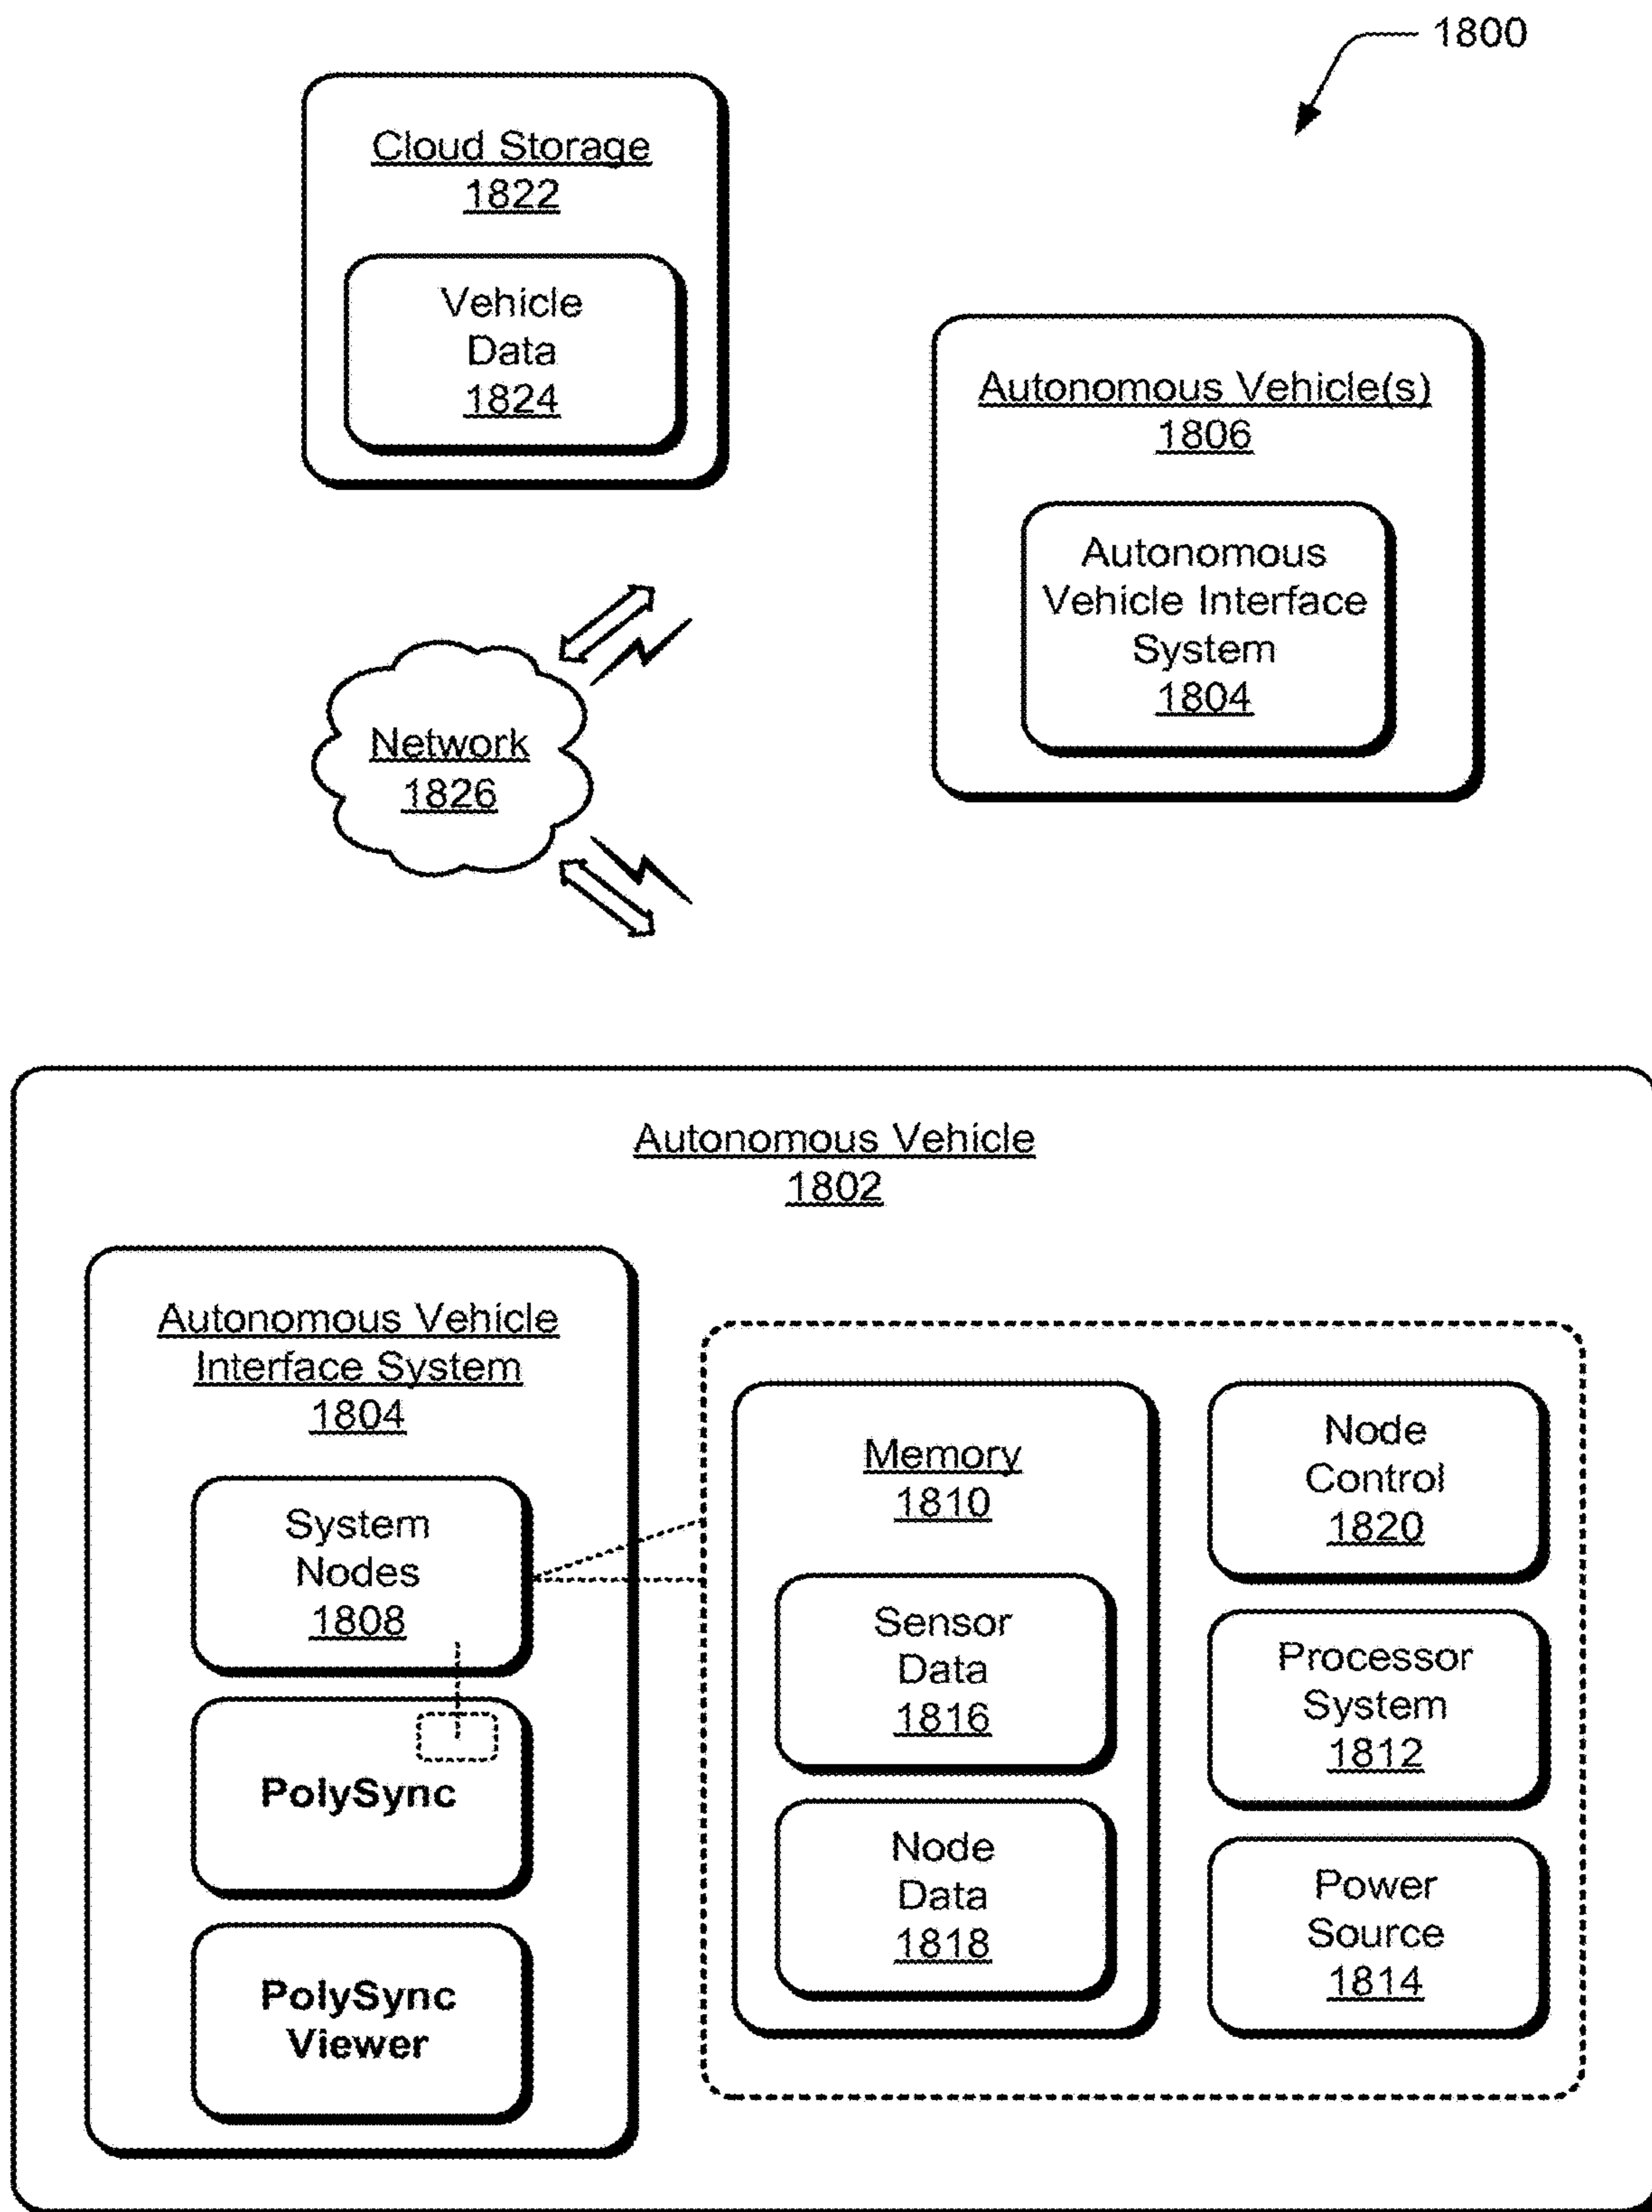 1800
Cloud Storage
1822
Vehicle
Data
1824
Autonomous Vehicle(s)
1806
Autonomous
Vehicle Interface
System
1804
Network
1826
Autonomous Vehicle
1802
Autonomous Vehicle
Interface System
1804
System
Nodes
1808
PolySync
PolySync
Viewer
Memory
1810
Sensor
Data
1816
Node
Data
1818
Node
Control
1820
Processor
System
1812
Power
Source
1814